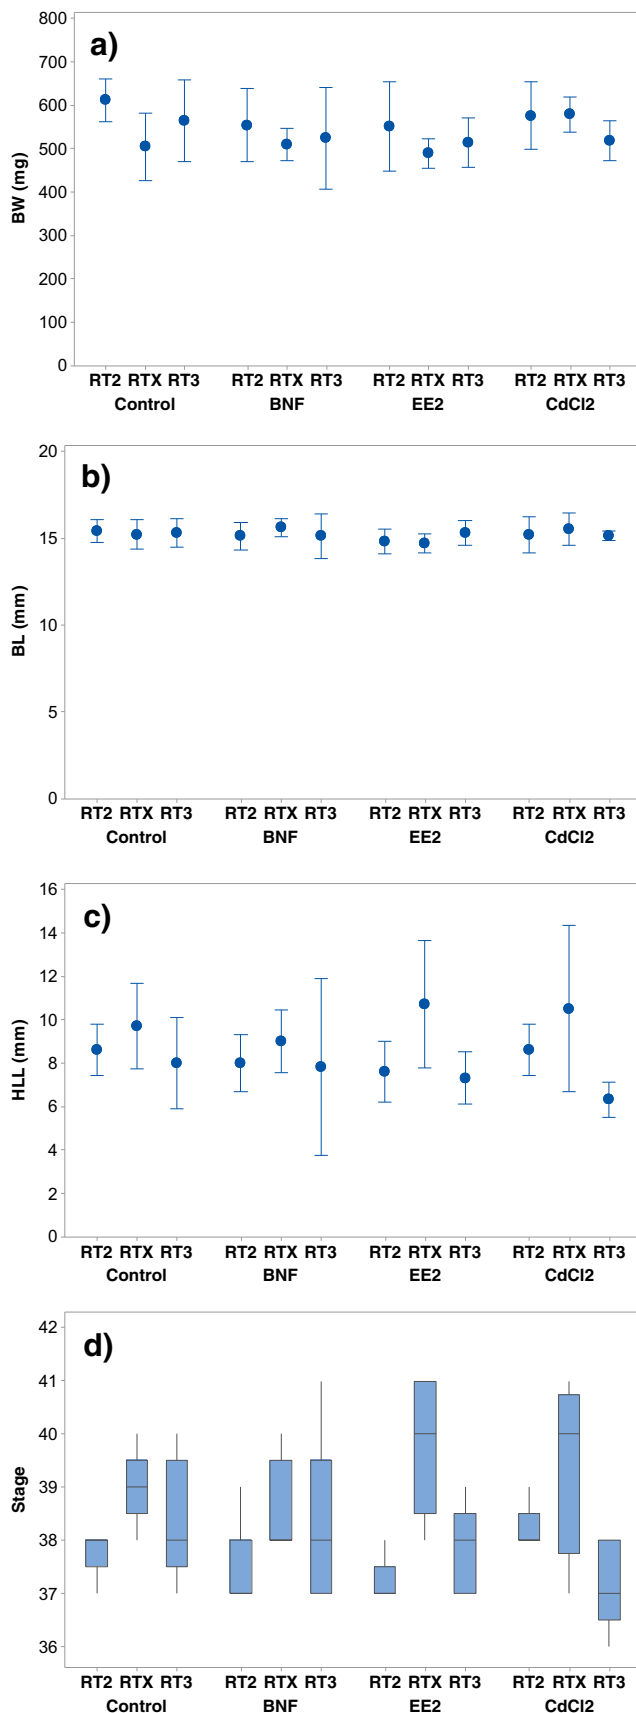 a)
800
700
600
500
400
300
200
100
0
BW (mg)
RT2 RTX RT3 RT2 RTX RT3 RT2 RTX RT3 RT2 RTX RT3
Control BNF EE2 CdCl2
b)
20
15
10
5
0
BL (mm)
RT2 RTX RT3 RT2 RTX RT3 RT2 RTX RT3 RT2 RTX RT3
Control BNF EE2 CdCl2
c)
16
14
12
10
8
6
4
2
0
HLL (mm)
RT2 RTX RT3 RT2 RTX RT3 RT2 RTX RT3 RT2 RTX RT3
Control BNF EE2 CdCl2
d)
42
41
40
39
38
37
36
Stage
RT2 RTX RT3 RT2 RTX RT3 RT2 RTX RT3 RT2 RTX RT3
Control BNF EE2 CdCl2